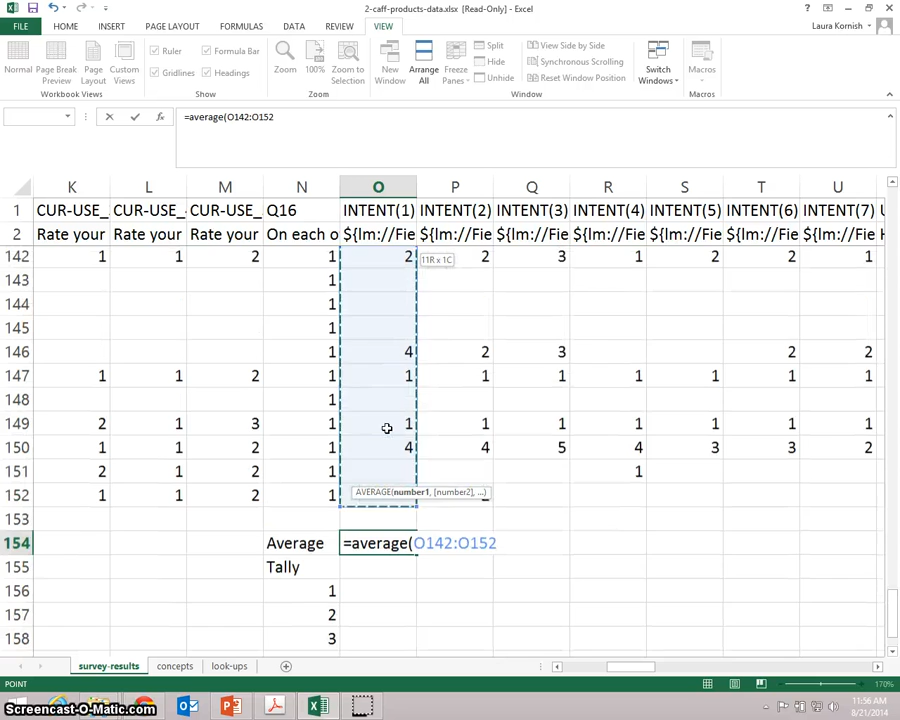 2-caff-products-data.xlsx [Read-Only] - Excel
FILE HOME INSERT PAGE LAYOUT FORMULAS DATA REVIEW VIEW Laura Kornish
Normal Page Break Preview Page Layout Custom Views
Workbook Views
Ruler Formula Bar
Gridlines Headings
Show
Zoom 100% Zoom to Selection
Zoom
New Window Arrange All Freeze Panes
Split
Hide
Unhide
View Side by Side
Synchronous Scrolling
Reset Window Position
Window
Switch Windows
Macros
Macros
=average(O142:O152
K L M N O P Q R S T U
1 CUR-USE_ CUR-USE_ CUR-USE_ Q16 INTENT(1) INTENT(2) INTENT(3) INTENT(4) INTENT(5) INTENT(6) INTENT(7)
2 Rate your Rate your Rate your On each o ${lm://Fie ${lm://Fie ${lm://Fie ${lm://Fie ${lm://Fie ${lm://Fie ${lm://Fie
142 1 1 2 1 2 11R x 1C 2 3 1 2 2 1
143 1
144 1
145 1
146 1 4 2 3 2 2
147 1 1 2 1 1 1 1 1 1 1 1
148 1
149 2 1 3 1 1 1 1 1 1 1 1
150 1 1 2 1 4 4 5 4 3 3 2
151 2 1 2 1 1
152 1 1 2 1 AVERAGE(number1, [number2], ...)
153
154 Average =average(O142:O152
155 Tally
156 1
157 2
158 3
survey-results concepts look-ups
POINT 170%
Screencast-O-Matic.com
11:56 AM
8/21/2014